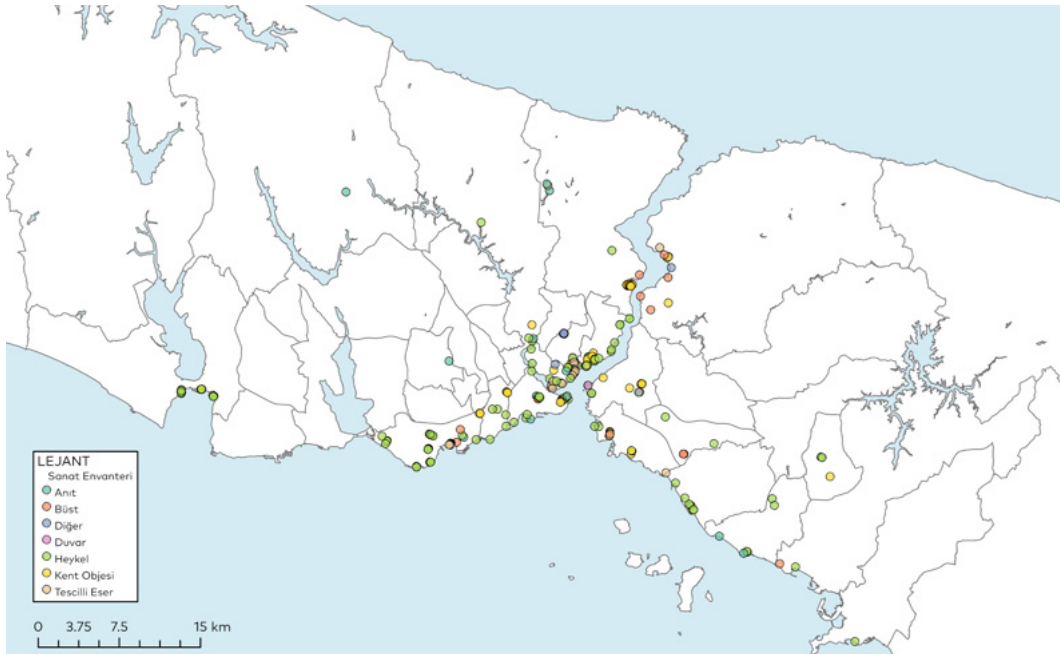 LEJANT
Sanat Envanteri
Anıt
Büst
Diğer
Duvar
Heykel
Kent Objesi
Tescilli Eser
0 3.75 7.5 15 km